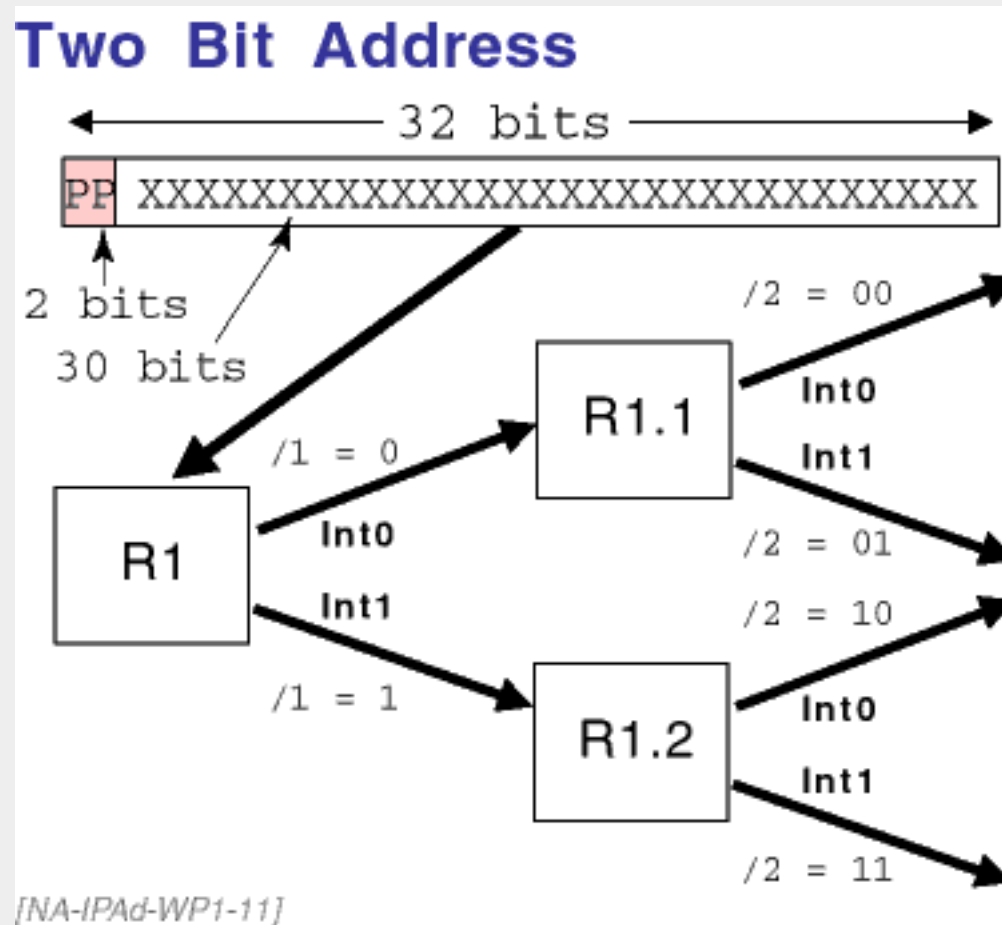 Two Bit Address
32 bits
PP XXXXXXXXXXXXXXXXXXXXXXXXXXXXXX
2 bits
30 bits
/2 = 00
Int0
R1.1
Int1
/2 = 01
/1 = 0
Int0
R1
Int1
/1 = 1
/2 = 10
Int0
R1.2
Int1
/2 = 11
[NA-IPAd-WP1-11]